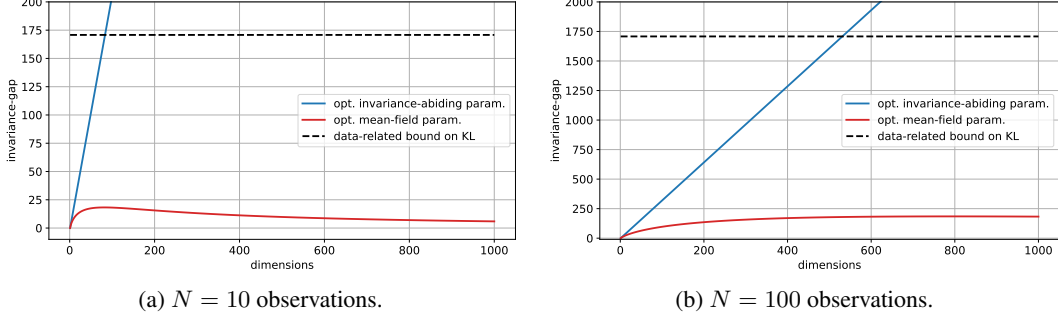 200
175
150
125
100
75
50
25
0
invariance-gap
opt. invariance-abiding param.
opt. mean-field param.
data-related bound on KL
0 200 400 600 800 1000
dimensions
(a) N = 10 observations.
2000
1750
1500
1250
1000
750
500
250
0
invariance-gap
opt. invariance-abiding param.
opt. mean-field param.
data-related bound on KL
0 200 400 600 800 1000
dimensions
(b) N = 100 observations.